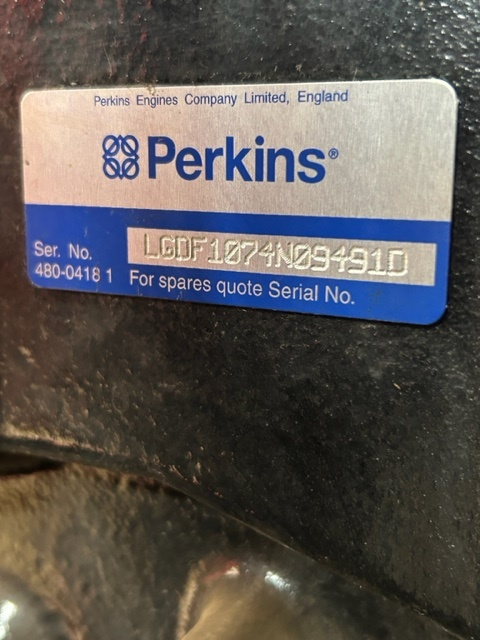 Perkins Engines Company Limited, England
Perkins®
Ser. No. LGDF1074N09491D
480-0418 1 For spares quote Serial No.